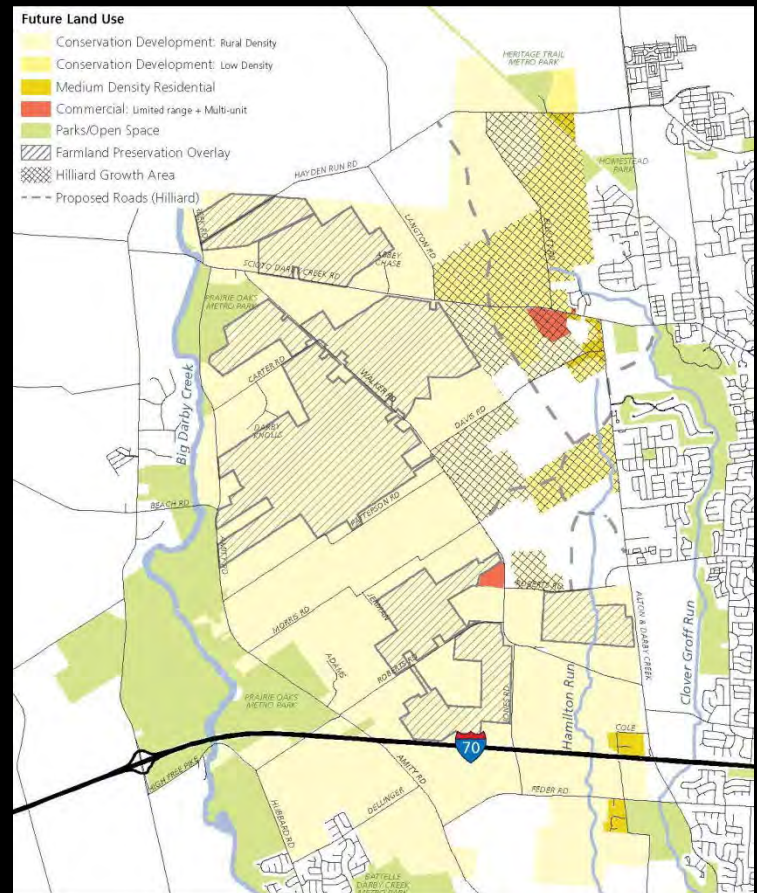 Future Land Use
Conservation Development: Rural Density
Conservation Development: Low Density
Medium Density Residential
Commercial: Limited range + Multi-unit
Parks/Open Space
Farmland Preservation Overlay
Hilliard Growth Area
Proposed Roads (Hilliard)
HERITAGE TRAIL
METRO PARK
HAYDEN RUN RD
HOMESTEAD
PARK
LANGTON RD
ABBEY
CHASE
SCIOTO DARBY CREEK RD
PRAIRIE OAKS
METRO PARK
CARTER RD
WALKER RD
Big Darby Creek
DARBY
KNOLLS
DAVIS RD
BEACH RD
PATTERSON RD
AMITY RD
ROBERTS RD
JERMAN
MORRIS RD
ALTON & DARBY CREEK
Clover Groff Run
Hamilton Run
ADAMS
ROBERTS RD
PRAIRIE OAKS
METRO PARK
JONES RD
COLE
70
HIGH FREE PIKE
AMITY RD
FEDER RD
DELLINGER
HUBBARD RD
BATTELLE
DARBY CREEK
METRO PARK